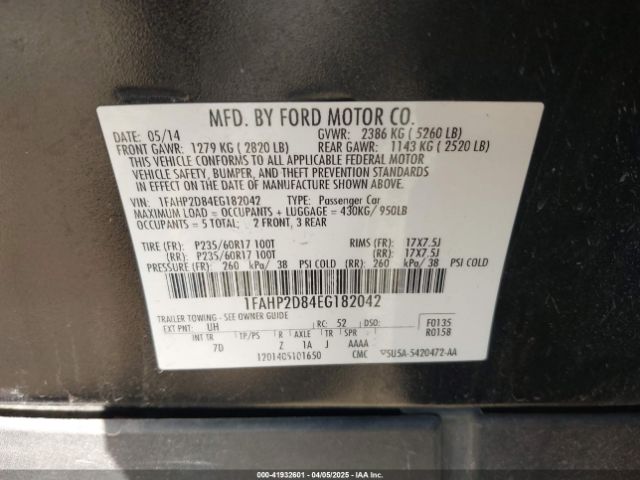 MFD. BY FORD MOTOR CO.
DATE: 05/14 GVWR: 2386 KG ( 5260 LB)
FRONT GAWR: 1279 KG ( 2820 LB) REAR GAWR: 1143 KG ( 2520 LB)
THIS VEHICLE CONFORMS TO ALL APPLICABLE FEDERAL MOTOR
VEHICLE SAFETY, BUMPER, AND THEFT PREVENTION STANDARDS
IN EFFECT ON THE DATE OF MANUFACTURE SHOWN ABOVE.
VIN: 1FAHP2D84EG182042 TYPE: Passenger Car
MAXIMUM LOAD = OCCUPANTS + LUGGAGE = 430KG/ 950LB
OCCUPANTS = 5 TOTAL; 2 FRONT, 3 REAR
TIRE (FR): P235/60R17 100T RIMS (FR): 17X7.5J
(RR): P235/60R17 100T (RR): 17X7.5J
PRESSURE (FR): 260 kPa/ 38 PSI COLD (RR): 260 kPa/ 38 PSI COLD
1FAHP2D84EG182042
TRAILER TOWING - SEE OWNER GUIDE
EXT PNT: UH RC: 52 DSO: F0135
R0158
INT TR TP/PS R AXLE TR SPR
7D Z 1A J AAAA
1201405101650 CMC ▽SU5A-5420472-AA
000-41932601 - 04/05/2025 - IAA, Inc.